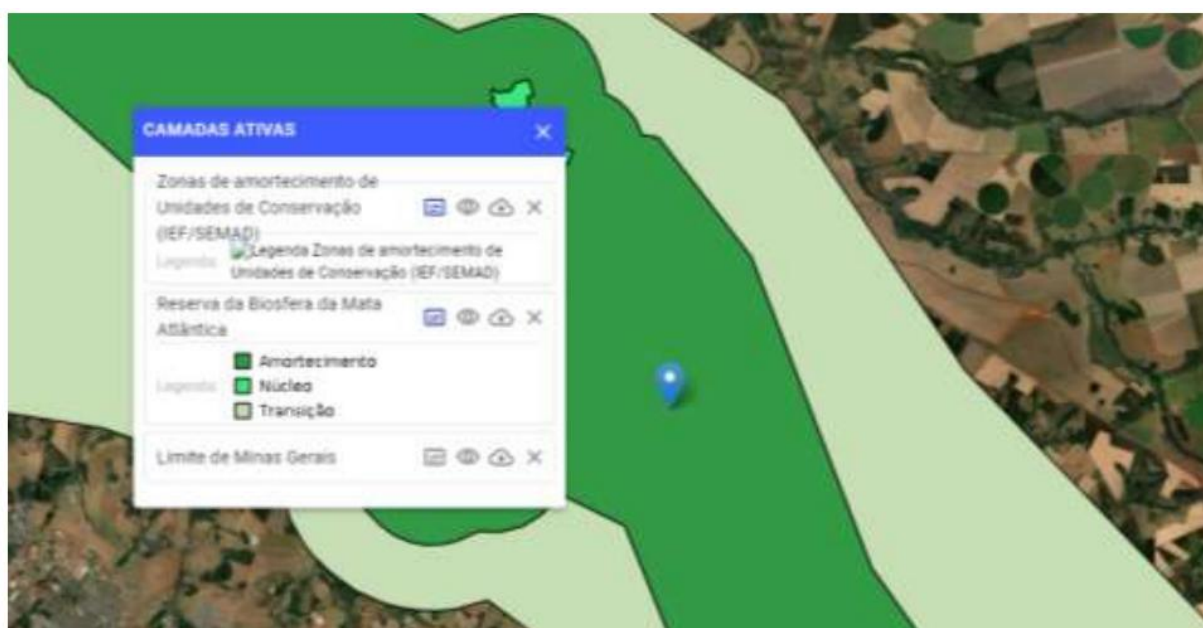 CAMADAS ATIVAS
Zonas de amortecimento de
Unidades de Conservação
(IEF/SEMAD)
Legenda Legenda Zonas de amortecimento de
Unidades de Conservação (IEF/SEMAD)
Reserva da Biosfera da Mata
Atlântica
Amortecimento
Legenda Núcleo
Transição
Limite de Minas Gerais